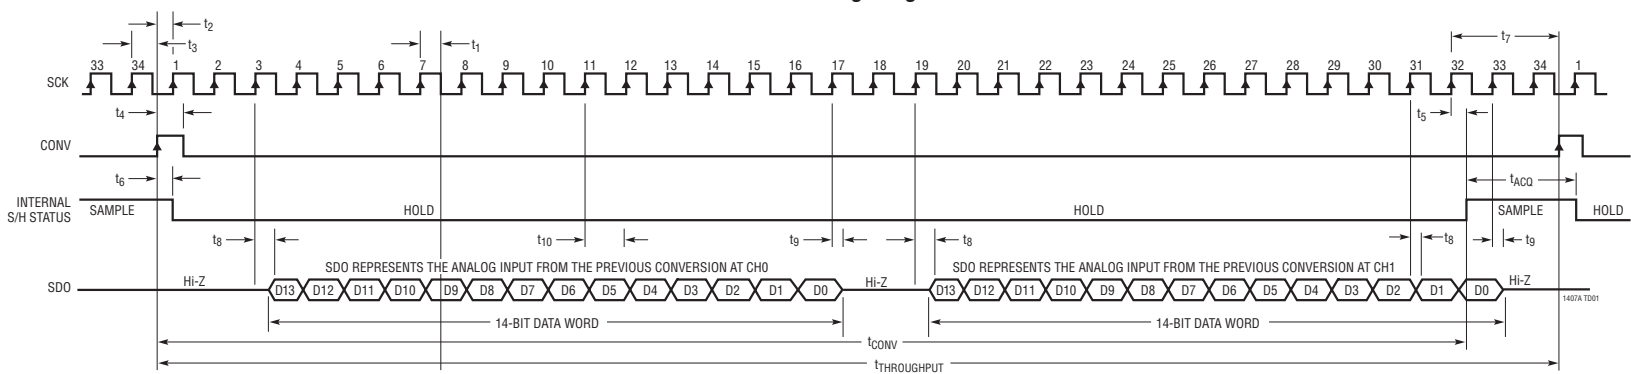 t2
t3
t1
t7
33 34 1 2 3 4 5 6 7 8 9 10 11 12 13 14 15 16 17 18 19 20 21 22 23 24 25 26 27 28 29 30 31 32 33 34 1
SCK
t4
t5
CONV
t6
tACQ
INTERNAL
S/H STATUS
SAMPLE
HOLD
HOLD
SAMPLE
HOLD
t8
t10
t9
t8
t8
t9
SDO REPRESENTS THE ANALOG INPUT FROM THE PREVIOUS CONVERSION AT CH0
SDO REPRESENTS THE ANALOG INPUT FROM THE PREVIOUS CONVERSION AT CH1
SDO
Hi-Z
D13 D12 D11 D10 D9 D8 D7 D6 D5 D4 D3 D2 D1 D0
Hi-Z
D13 D12 D11 D10 D9 D8 D7 D6 D5 D4 D3 D2 D1 D0
Hi-Z
1407A TD01
14-BIT DATA WORD
14-BIT DATA WORD
tCONV
tTHROUGHPUT